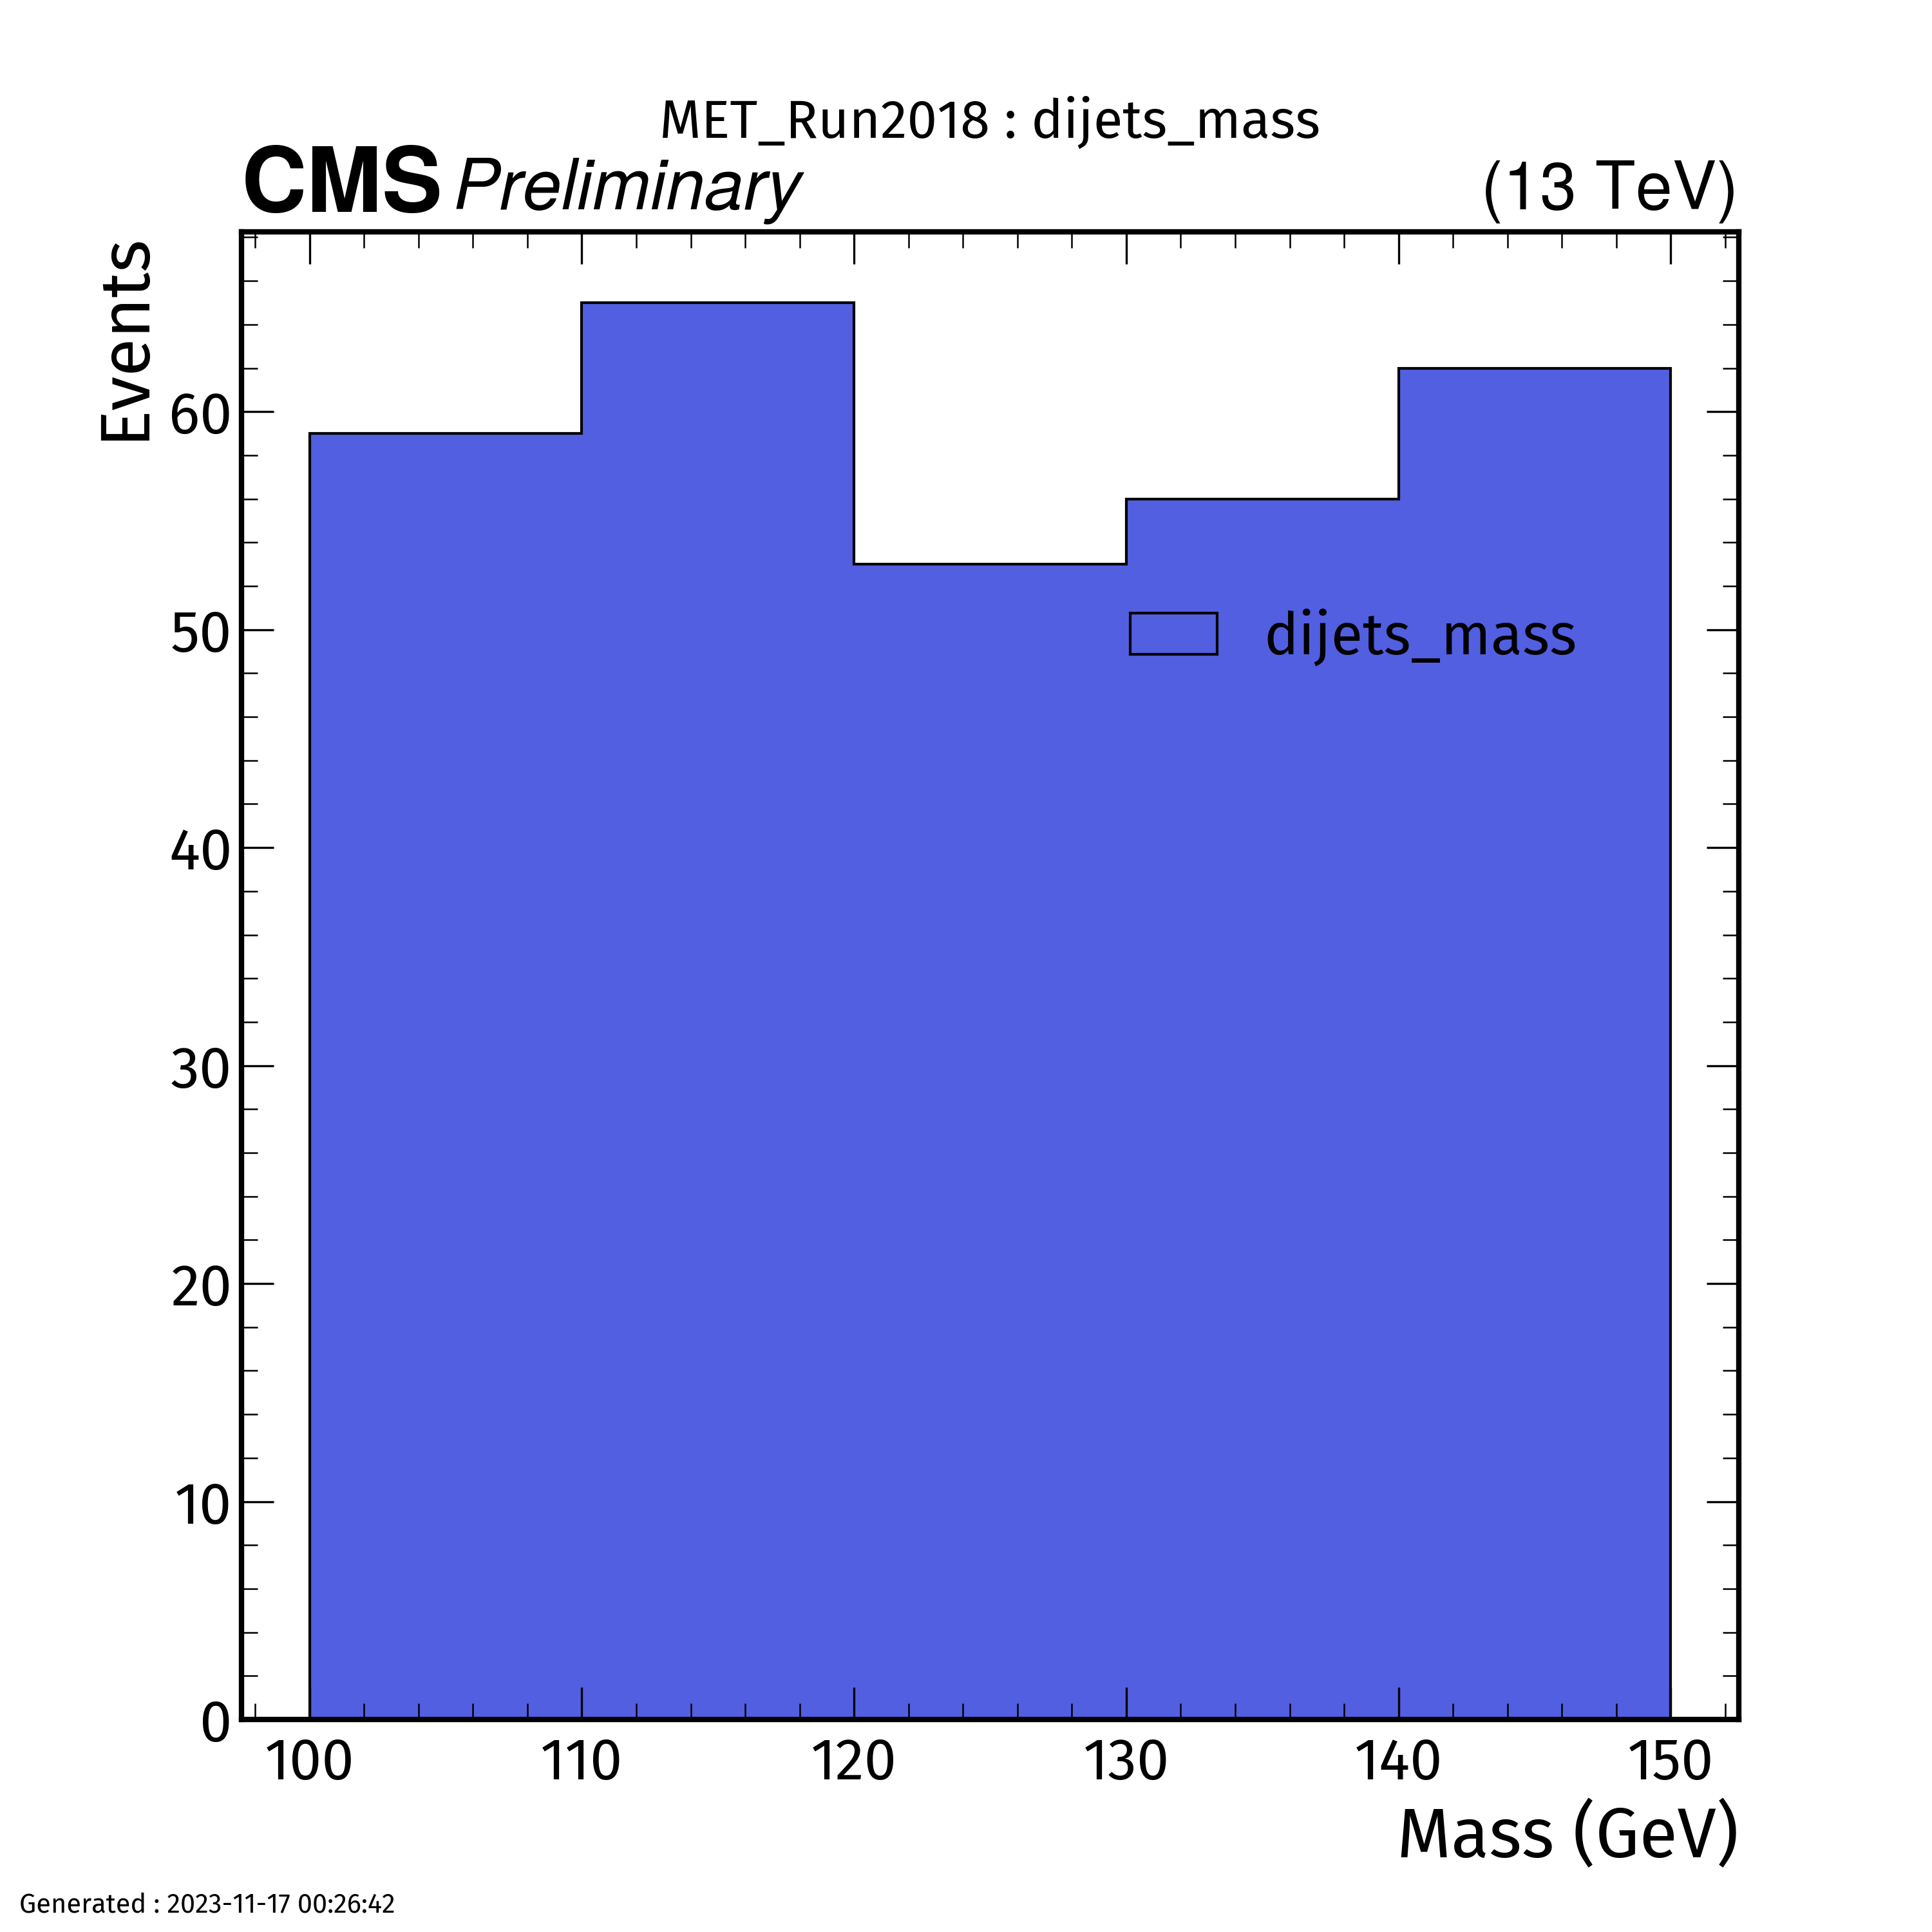 MET_Run2018 : dijets_mass
CMS Preliminary (13 TeV)
Events
60
50
40
30
20
10
0
dijets_mass
100 110 120 130 140 150
Mass (GeV)
Generated : 2023-11-17 00:26:42